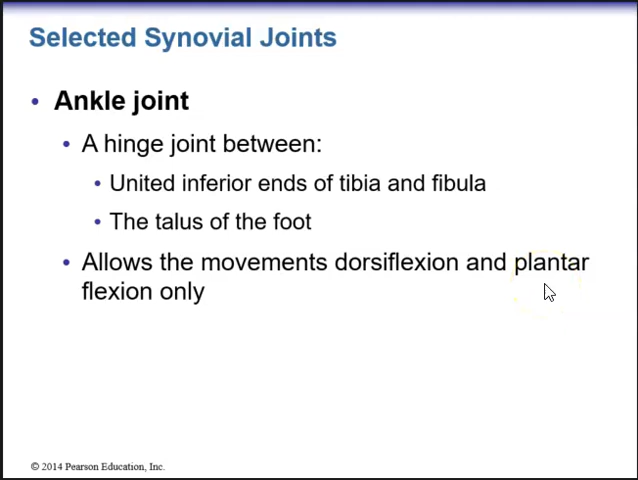 Selected Synovial Joints
• Ankle joint
• A hinge joint between:
• United inferior ends of tibia and fibula
• The talus of the foot
• Allows the movements dorsiflexion and plantar
flexion only
© 2014 Pearson Education, Inc.